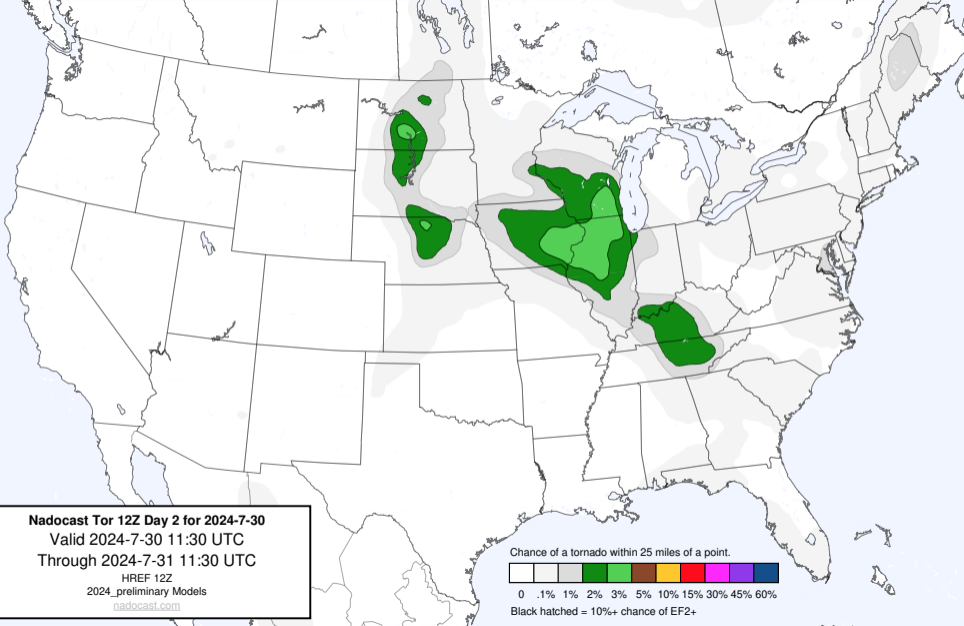 Nadocast Tor 12Z Day 2 for 2024-7-30
Valid 2024-7-30 11:30 UTC
Through 2024-7-31 11:30 UTC
HREF 12Z
2024_preliminary Models
nadocast.com
Chance of a tornado within 25 miles of a point.
0 .1% 1% 2% 3% 5% 10% 15% 30% 45% 60%
Black hatched = 10%+ chance of EF2+